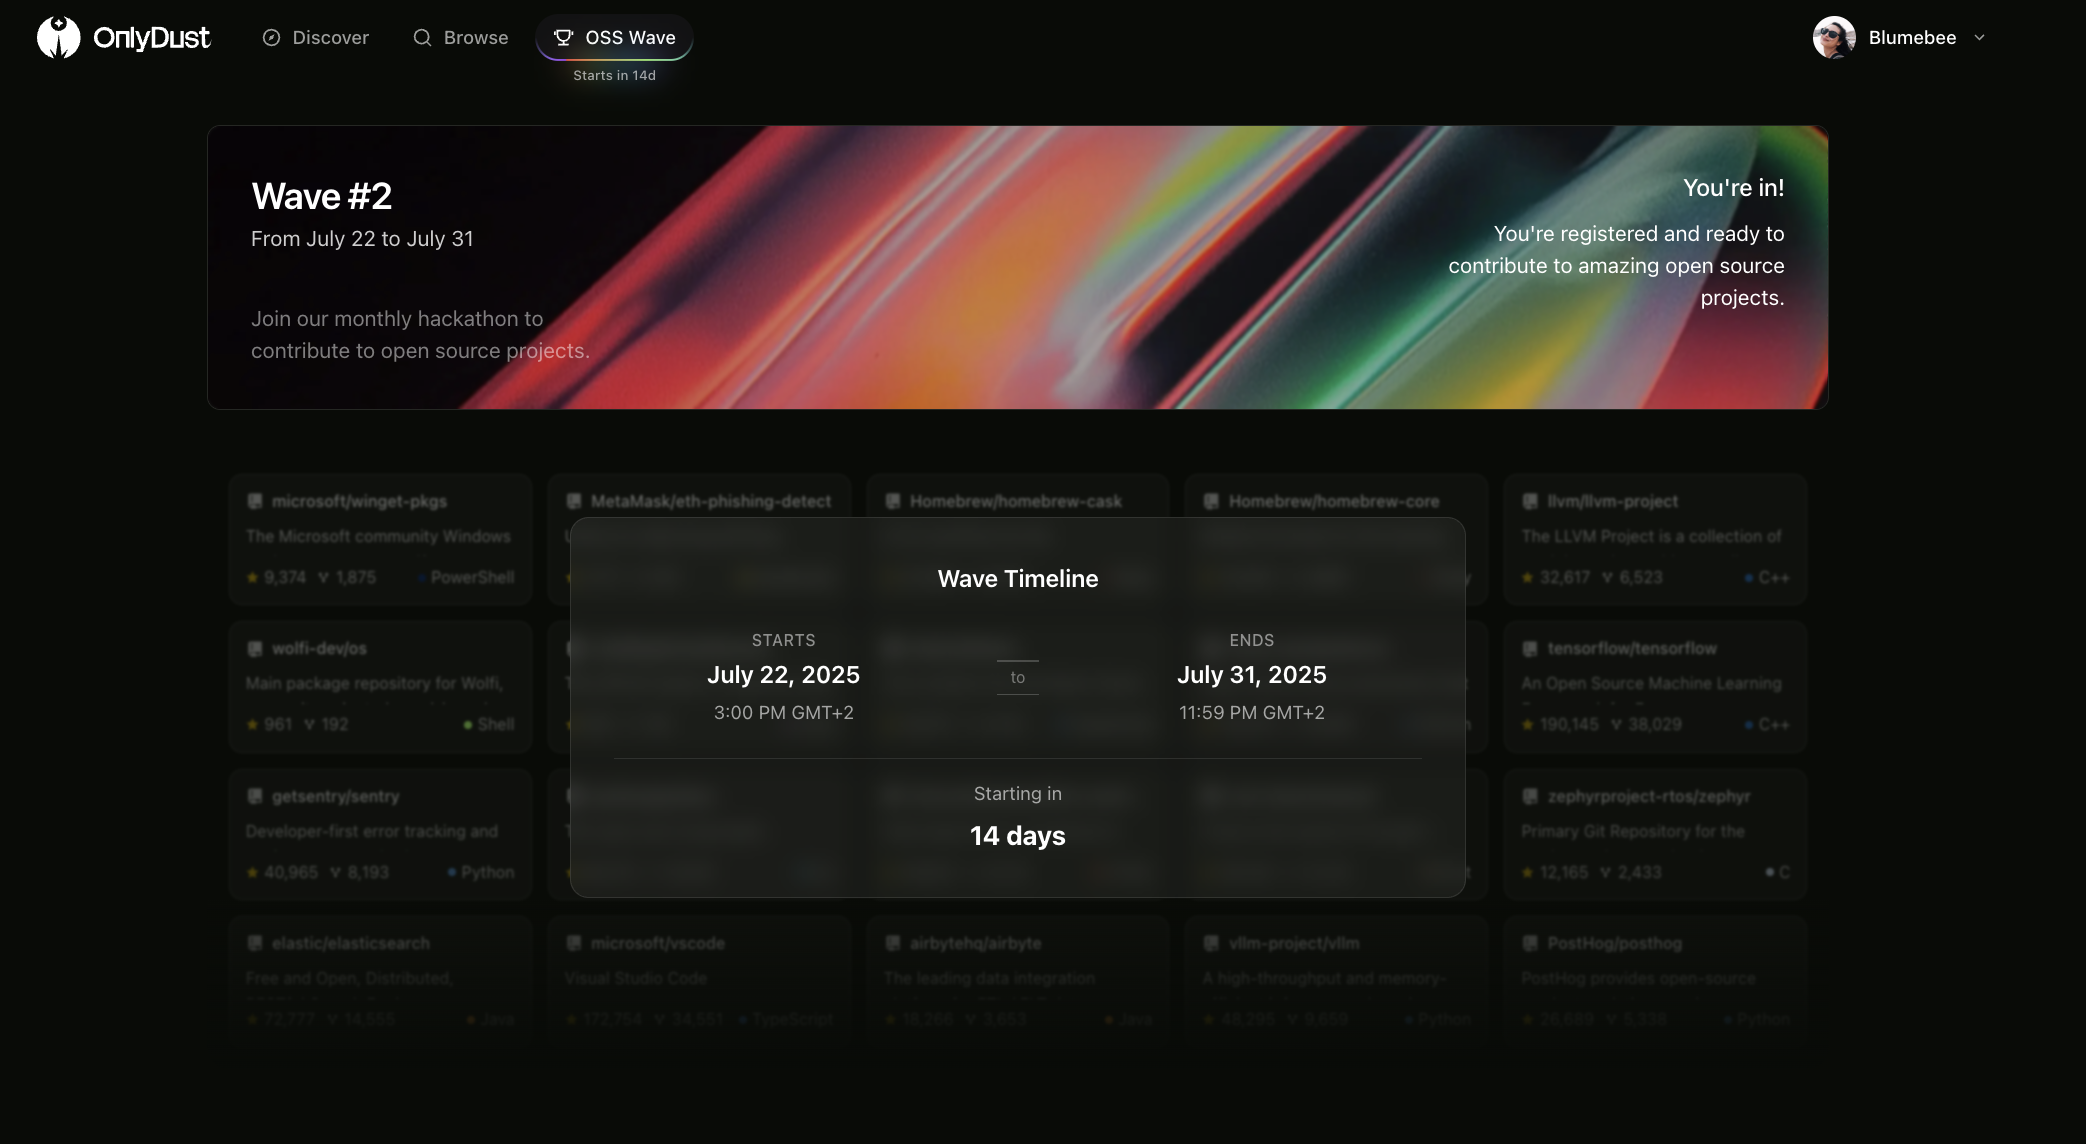 OnlyDust
Discover
Browse
OSS Wave
Starts in 14d
Blumebee
Wave #2
From July 22 to July 31
Join our monthly hackathon to
contribute to open source projects.
You're in!
You're registered and ready to
contribute to amazing open source
projects.
microsoft/winget-pkgs
The Microsoft community Windows
9,374 1,875 PowerShell
MetaMask/eth-phishing-detect
Homebrew/homebrew-cask
Homebrew/homebrew-core
llvm/llvm-project
The LLVM Project is a collection of
32,617 6,523 C++
Wave Timeline
STARTS
July 22, 2025
3:00 PM GMT+2
to
ENDS
July 31, 2025
11:59 PM GMT+2
Starting in
14 days
wolfi-dev/os
Main package repository for Wolfi,
961 192 Shell
tensorflow/tensorflow
An Open Source Machine Learning
190,145 38,029 C++
getsentry/sentry
Developer-first error tracking and
40,965 8,193 Python
zephyrproject-rtos/zephyr
Primary Git Repository for the
12,165 2,433 C
elastic/elasticsearch
Free and Open, Distributed,
72,777 14,555 Java
microsoft/vscode
Visual Studio Code
172,754 34,551 TypeScript
airbytehq/airbyte
The leading data integration
18,266 3,653 Java
vllm-project/vllm
A high-throughput and memory-
48,295 9,659 Python
PostHog/posthog
PostHog provides open-source
26,689 5,338 Python